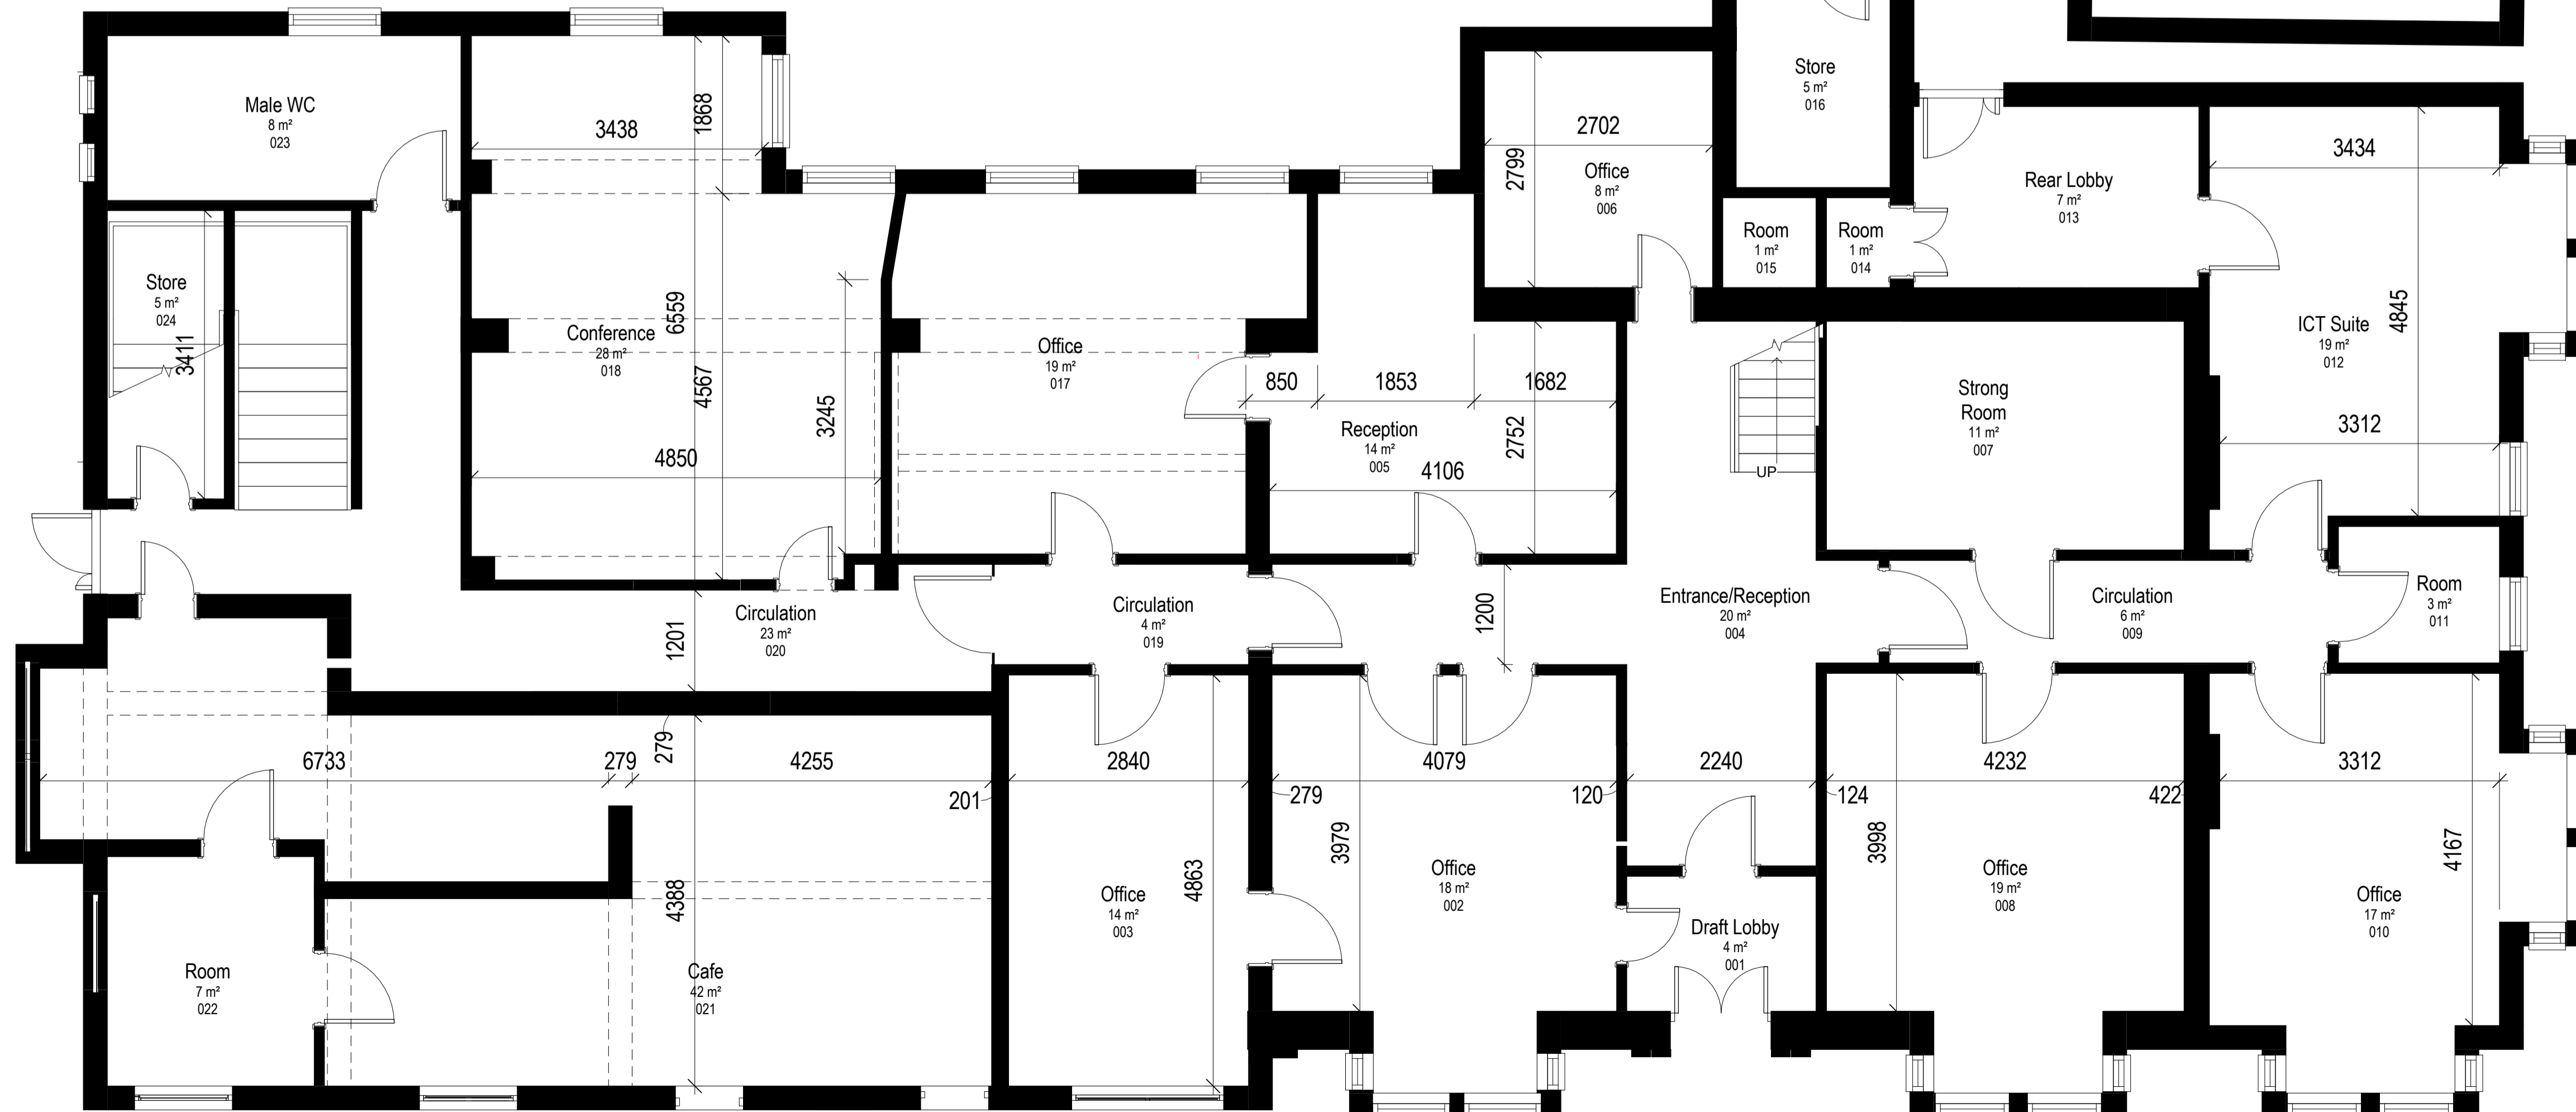 Male WC
8 m²
023
3438
1868
Store
5 m²
016
2702
2799
Office
8 m²
006
3434
Rear Lobby
7 m²
013
Room
1 m²
015
Room
1 m²
014
Store
5 m²
024
3411
Conference
28 m²
018
6559
4567
3245
4850
Office
19 m²
017
850
1853
1682
Reception
14 m²
005
2752
4106
UP
Strong
Room
11 m²
007
ICT Suite
19 m²
012
4845
3312
Circulation
23 m²
020
1201
Circulation
4 m²
019
1200
Entrance/Reception
20 m²
004
Circulation
6 m²
009
Room
3 m²
011
6733
279
279
4255
201
2840
279
4079
120
2240
124
4232
422
3312
4388
4863
3979
3998
4167
Office
14 m²
003
Office
18 m²
002
Draft Lobby
4 m²
001
Office
19 m²
008
Office
17 m²
010
Room
7 m²
022
Cafe
42 m²
021